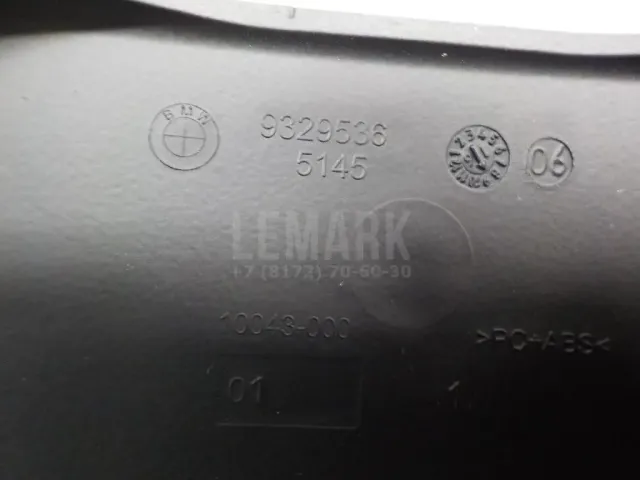 BMW
9329536
5145
06
LEMARK
+7 (8172) 70-60-30
10043-000
>PC+ABS<
01
1